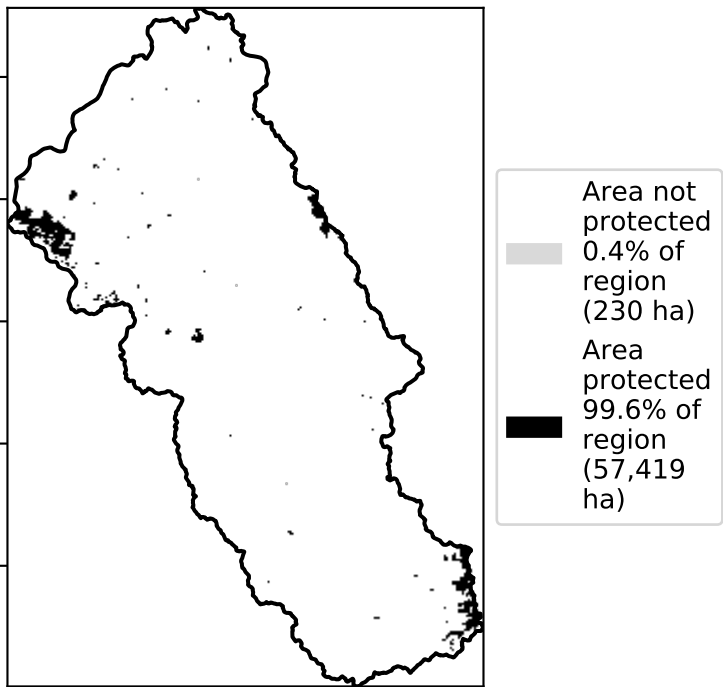 Area not
protected
0.4% of
region
(230 ha)
Area
protected
99.6% of
region
(57,419
ha)